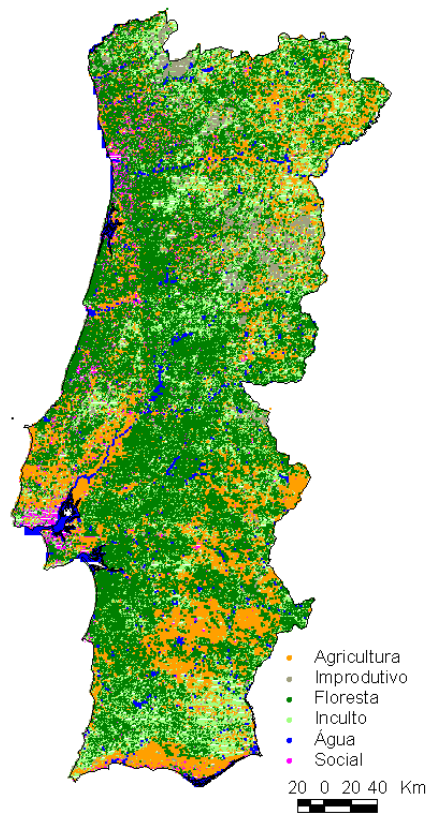 Agricultura
Improdutivo
Floresta
Inculto
Água
Social
20 0 20 40 Km